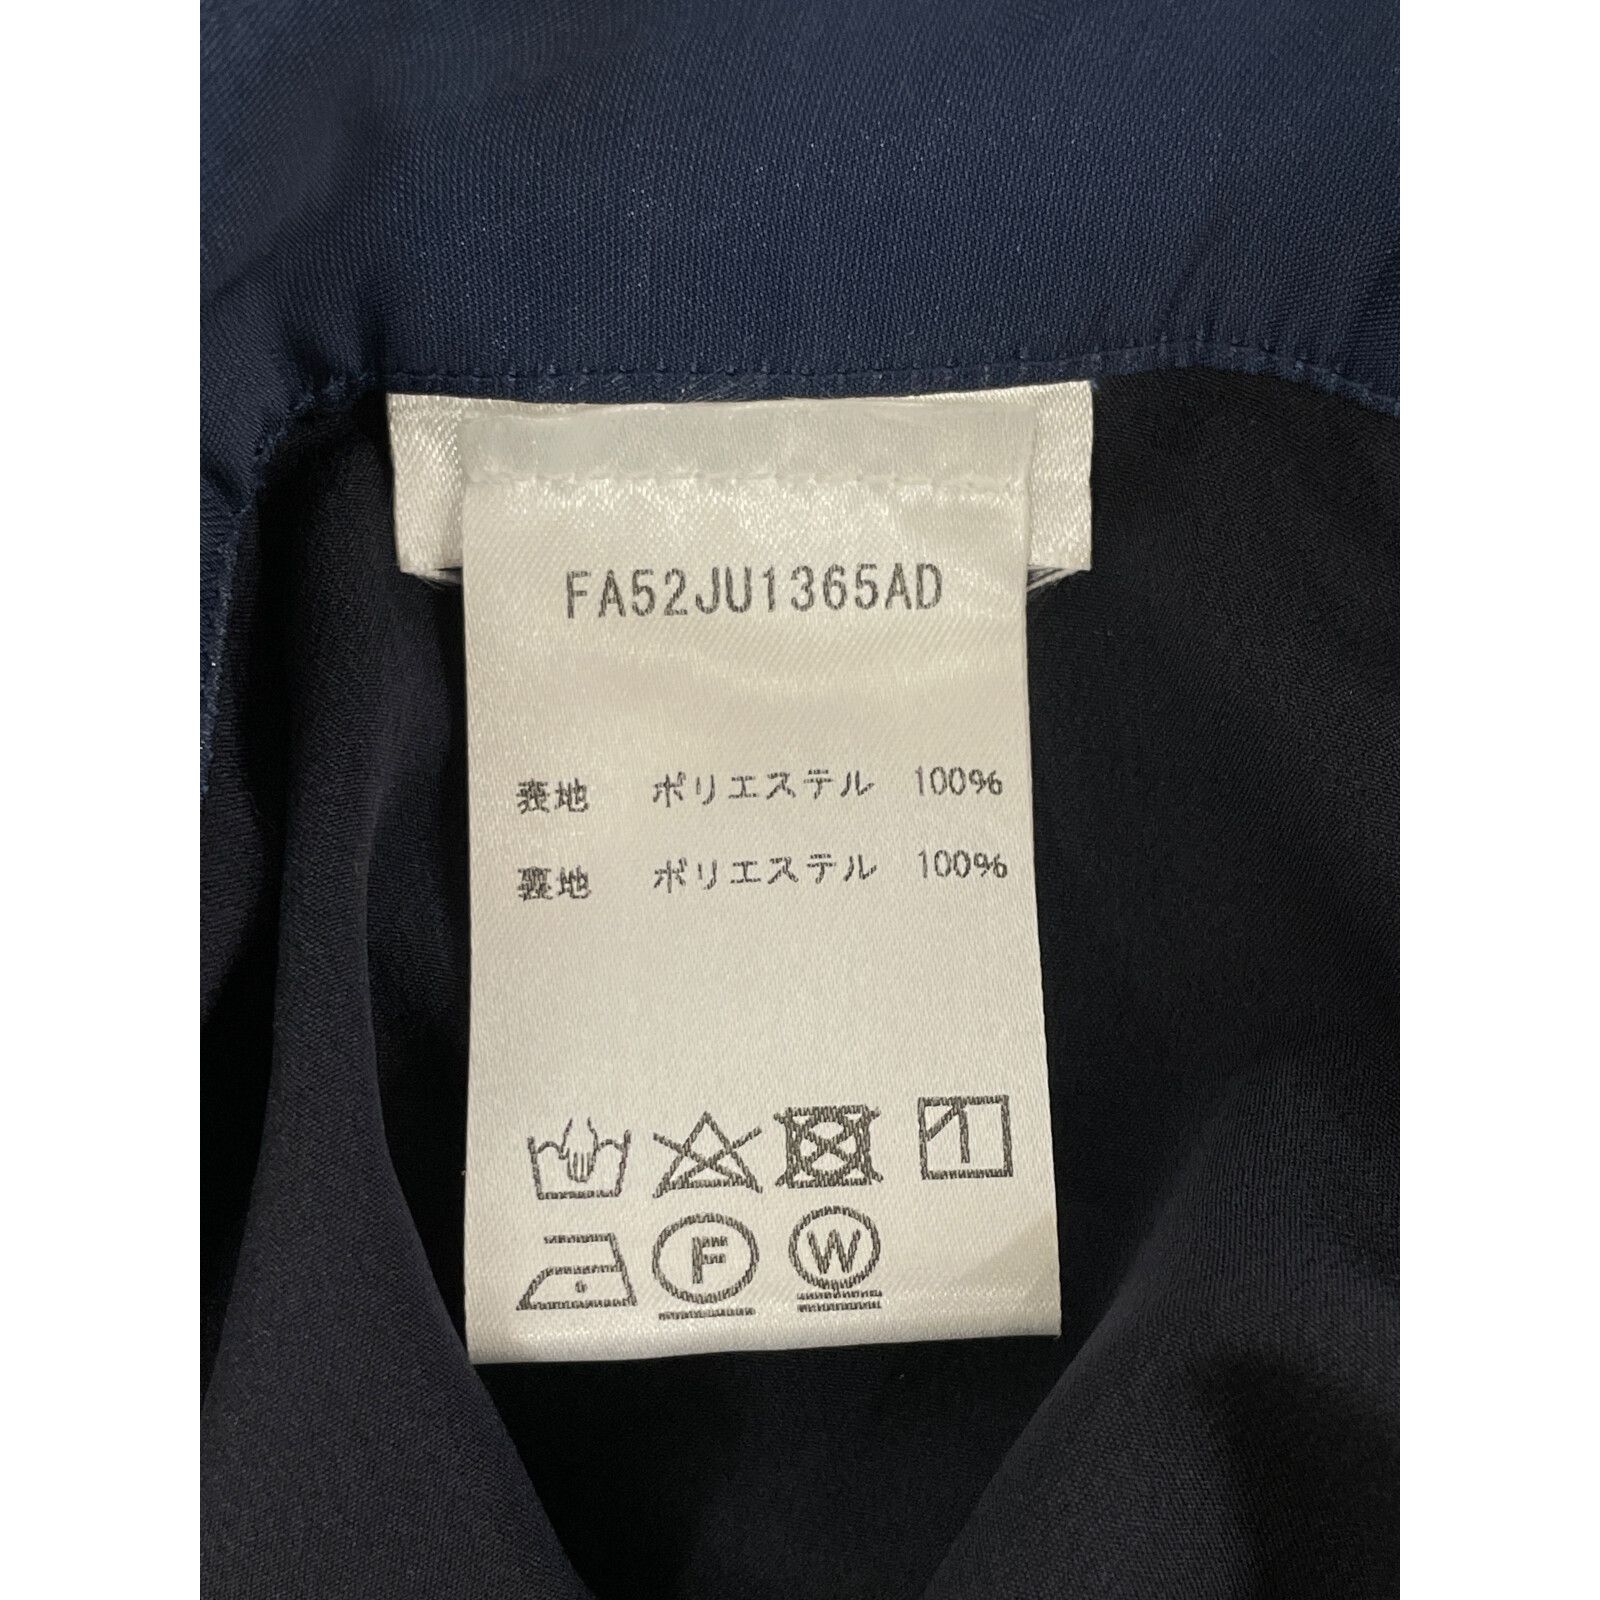 FA52JU1365AD
表地 ポリエステル 100%
裏地 ポリエステル 100%
F W